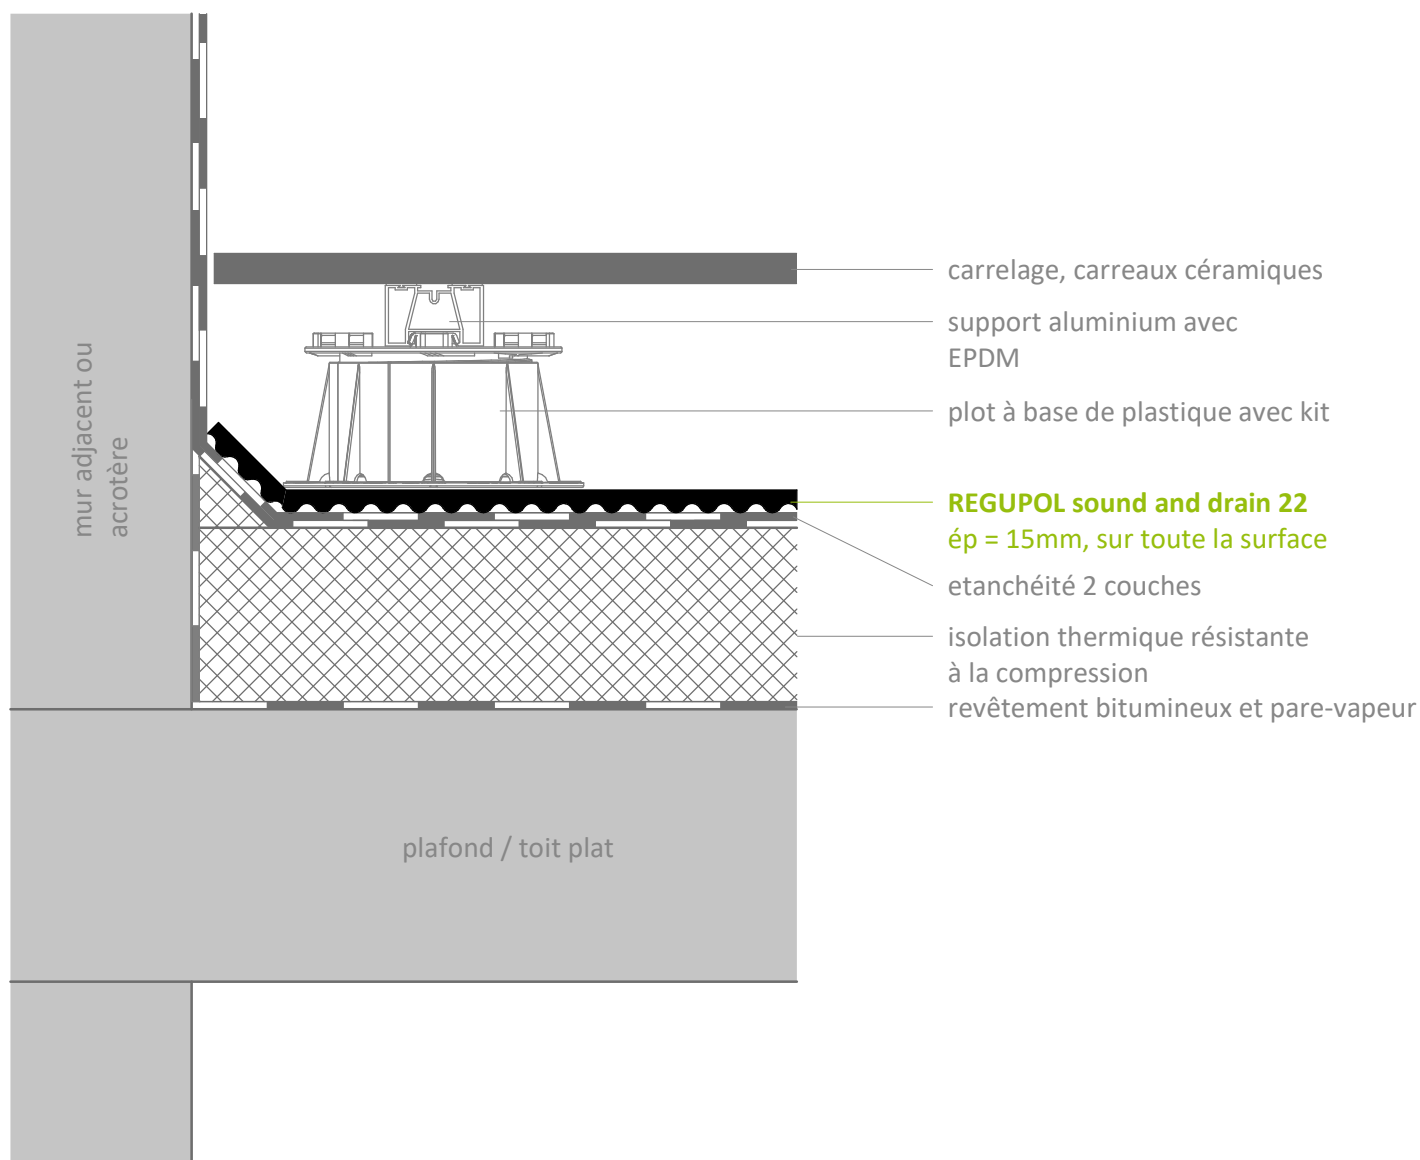 carrelage, carreaux céramiques
support aluminium avec
EPDM
plot à base de plastique avec kit
REGUPOL sound and drain 22
ép = 15mm, sur toute la surface
etanchéité 2 couches
isolation thermique résistante
à la compression
revêtement bitumineux et pare-vapeur
mur adjacent ou
acrotère
plafond / toit plat